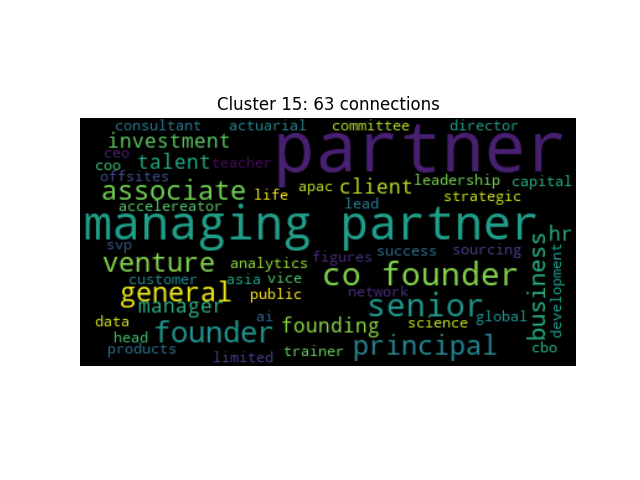 Cluster 15: 63 connections
consultant actuarial committee director
investment partner
ceo
coo talent teacher
offsites leadership capital
associate life apac client strategic
accelereator lead
managing partner hr
svp figures success sourcing
venture analytics business
customer asia vice co founder development
general public network
manager senior
data ai founding science global
head founder
products limited trainer principal cbo